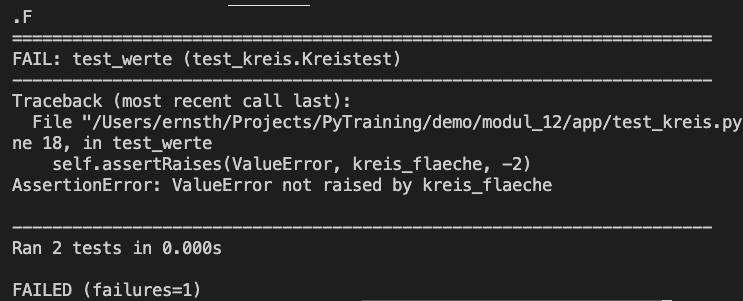 .F
======================================================================
FAIL: test_werte (test_kreis.Kreistest)
----------------------------------------------------------------------
Traceback (most recent call last):
  File "/Users/ernsth/Projects/PyTraining/demo/modul_12/app/test_kreis.py
ne 18, in test_werte
    self.assertRaises(ValueError, kreis_flaeche, -2)
AssertionError: ValueError not raised by kreis_flaeche
----------------------------------------------------------------------
Ran 2 tests in 0.000s
FAILED (failures=1)